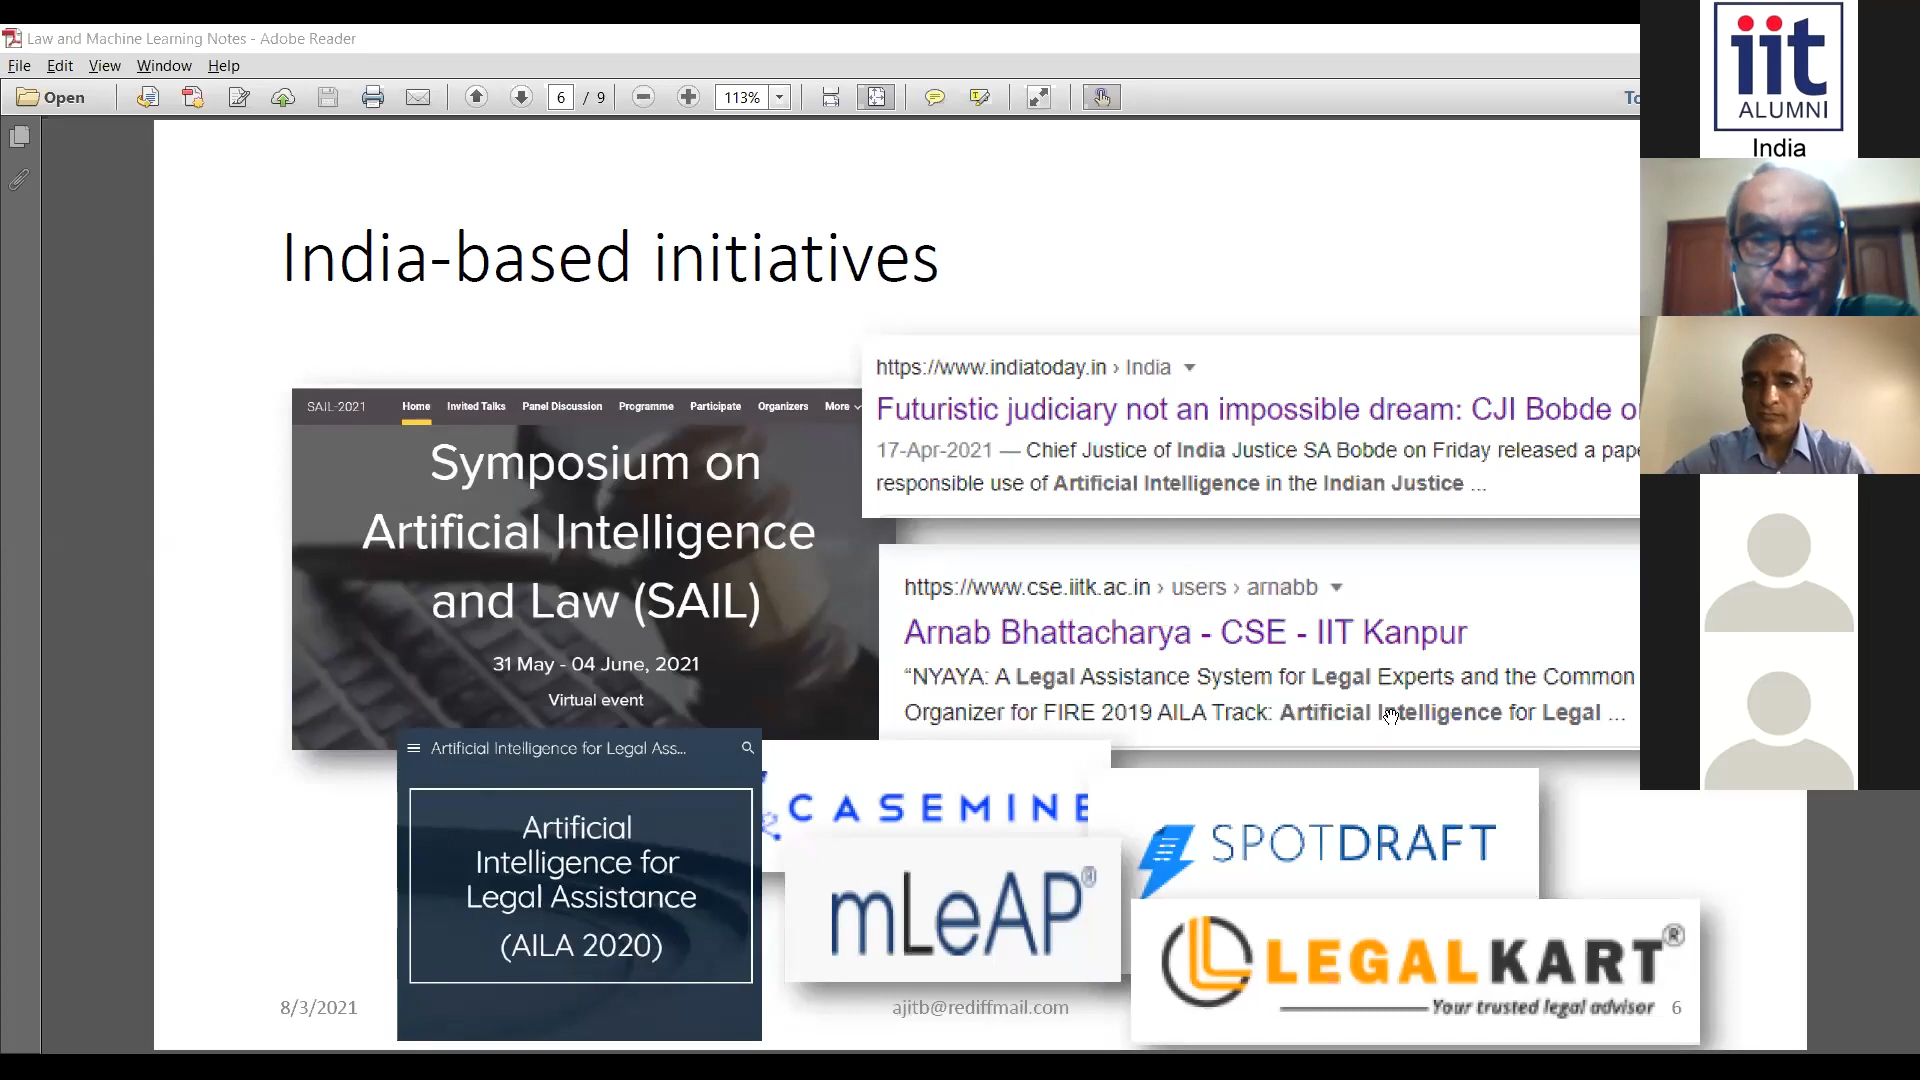 Law and Machine Learning Notes - Adobe Reader
File Edit View Window Help
Open 6 / 9 113%
India-based initiatives
SAIL-2021 Home Invited Talks Panel Discussion Programme Participate Organizers More
Symposium on
Artificial Intelligence
and Law (SAIL)
31 May - 04 June, 2021
Virtual event
https://www.indiatoday.in › India
Futuristic judiciary not an impossible dream: CJI Bobde
17-Apr-2021 — Chief Justice of India Justice SA Bobde on Friday released a
responsible use of Artificial Intelligence in the Indian Justice ...
https://www.cse.iitk.ac.in › users › arnabb
Arnab Bhattacharya - CSE - IIT Kanpur
“NYAYA: A Legal Assistance System for Legal Experts and the Common
Organizer for FIRE 2019 AILA Track: Artificial Intelligence for Legal ...
Artificial Intelligence for Legal Ass...
Artificial
Intelligence for
Legal Assistance
(AILA 2020)
CASEMINE
mLeAP®
SPOTDRAFT
LEGALKART®
Your trusted legal advisor
8/3/2021
ajitb@rediffmail.com
6
iit
ALUMNI
India